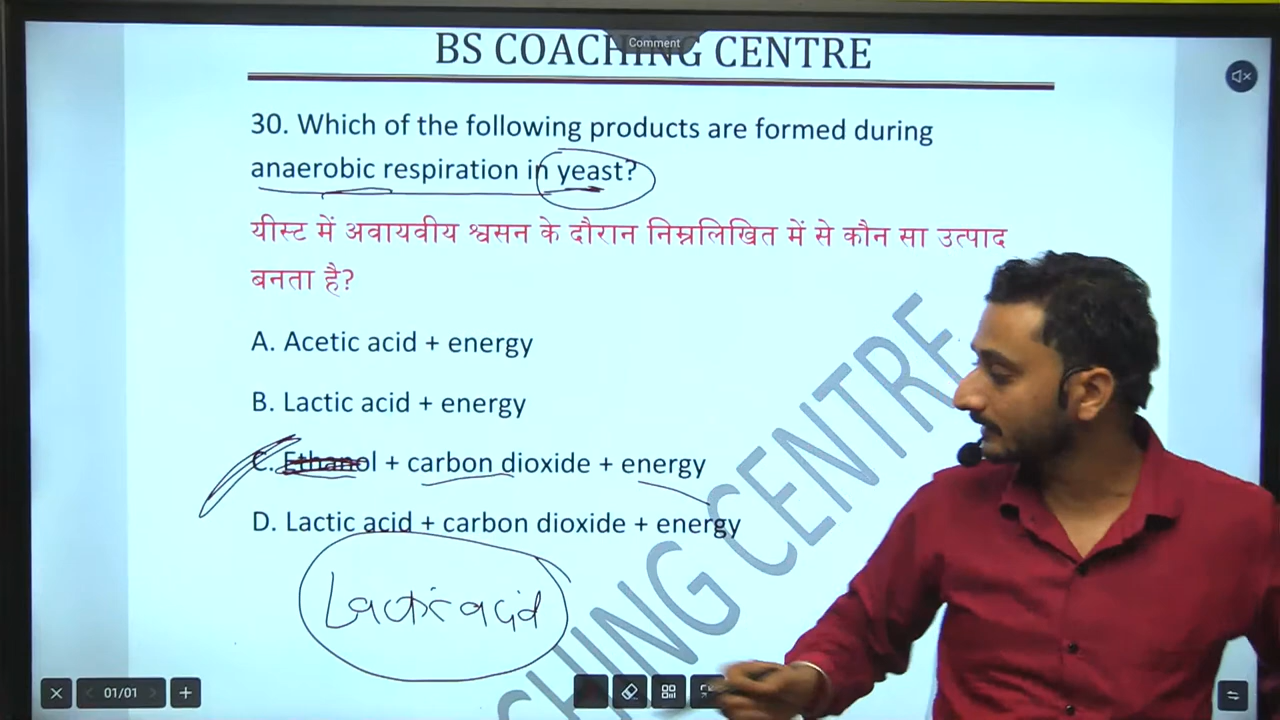 BS COACHING CENTRE
Comment
30. Which of the following products are formed during
anaerobic respiration in yeast?
यीस्ट में अवायवीय श्वसन के दौरान निम्नलिखित में से कौन सा उत्पाद
बनता है?
A. Acetic acid + energy
B. Lactic acid + energy
C. Ethanol + carbon dioxide + energy
D. Lactic acid + carbon dioxide + energy
Lactic acid
CHING CENTRE
01/01